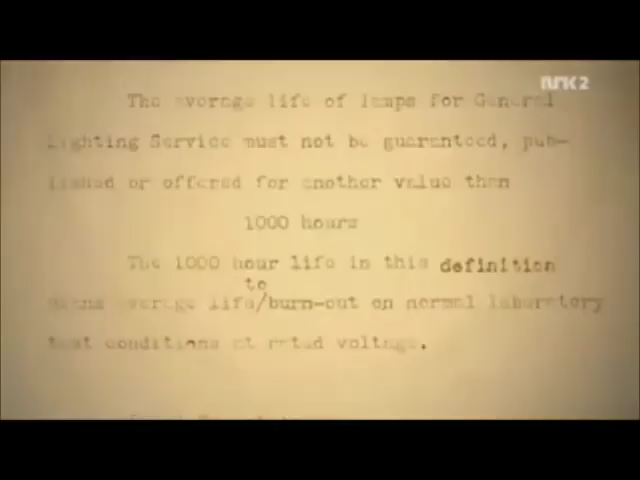 NRK2
The average life of lamps for General
Lighting Service must not be guaranteed, pub-
lished or offered for another value than
1000 hours
The 1000 hour life in this definition
to
means average life/burn-out on normal laboratory
test conditions at rated voltage.